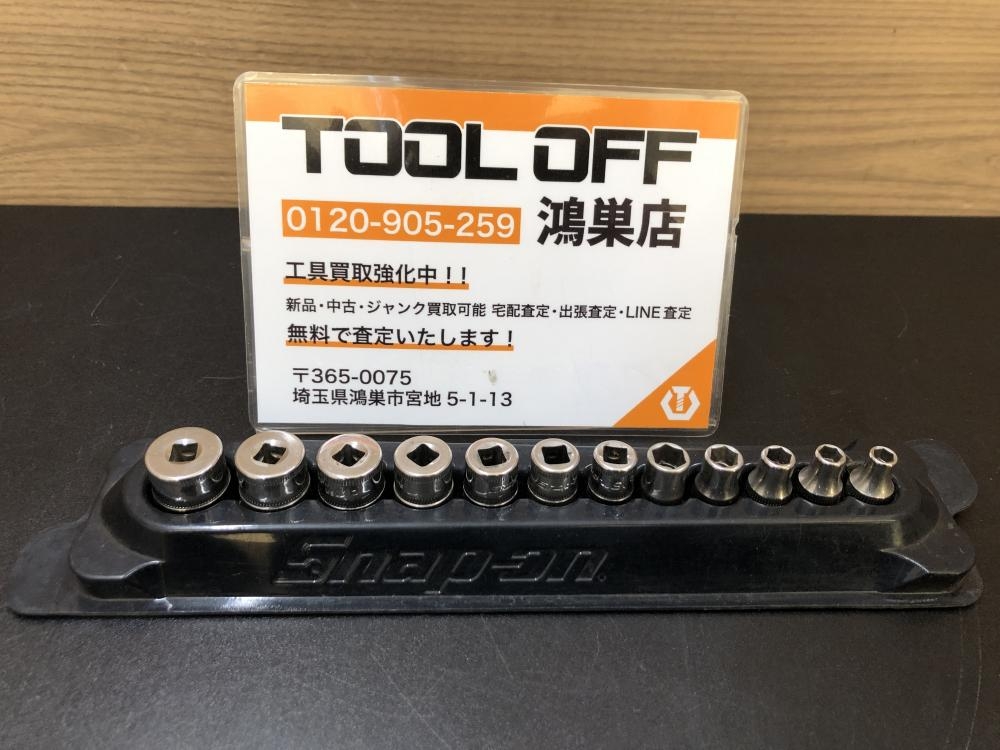 TOOL OFF
0120-905-259 鴻巣店
工具買取強化中!!
新品・中古・ジャンク買取可能 宅配査定・出張査定・LINE査定
無料で査定いたします!
〒365-0075
埼玉県鴻巣市宮地 5-1-13
Snap-on